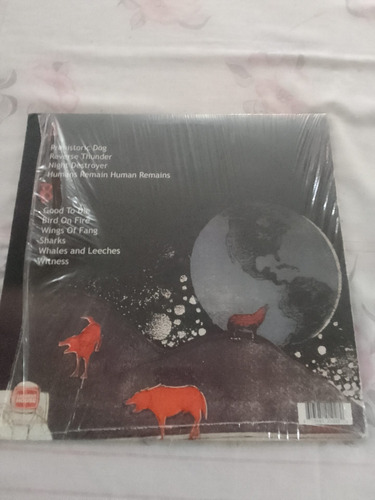 Prehistoric Dog
Reverse Thunder
Night Destroyer
Humans Remain Human Remains
Good To Die
Bird On Fire
Wings Of Fang
Sharks
Whales and Leeches
Witness